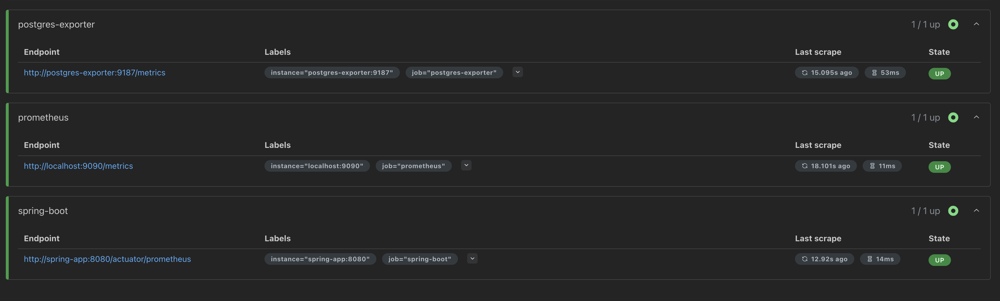 postgres-exporter 1 / 1 up
Endpoint Labels Last scrape State
http://postgres-exporter:9187/metrics instance="postgres-exporter:9187" job="postgres-exporter" 15.095s ago 53ms UP
prometheus 1 / 1 up
Endpoint Labels Last scrape State
http://localhost:9090/metrics instance="localhost:9090" job="prometheus" 18.101s ago 11ms UP
spring-boot 1 / 1 up
Endpoint Labels Last scrape State
http://spring-app:8080/actuator/prometheus instance="spring-app:8080" job="spring-boot" 12.92s ago 14ms UP